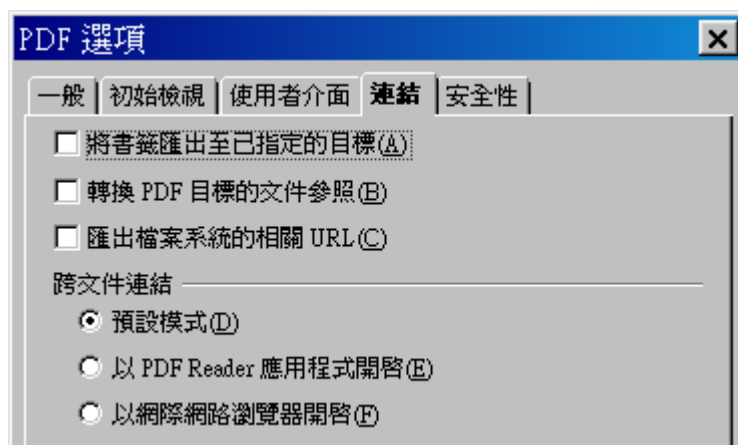 PDF 選項
一般 初始檢視 使用者介面 連結 安全性
將書籤匯出至已指定的目標(A)
轉換 PDF 目標的文件參照(B)
匯出檔案系統的相關 URL(C)
跨文件連結
預設模式(D)
以 PDF Reader 應用程式開啓(E)
以網際網路瀏覽器開啓(F)